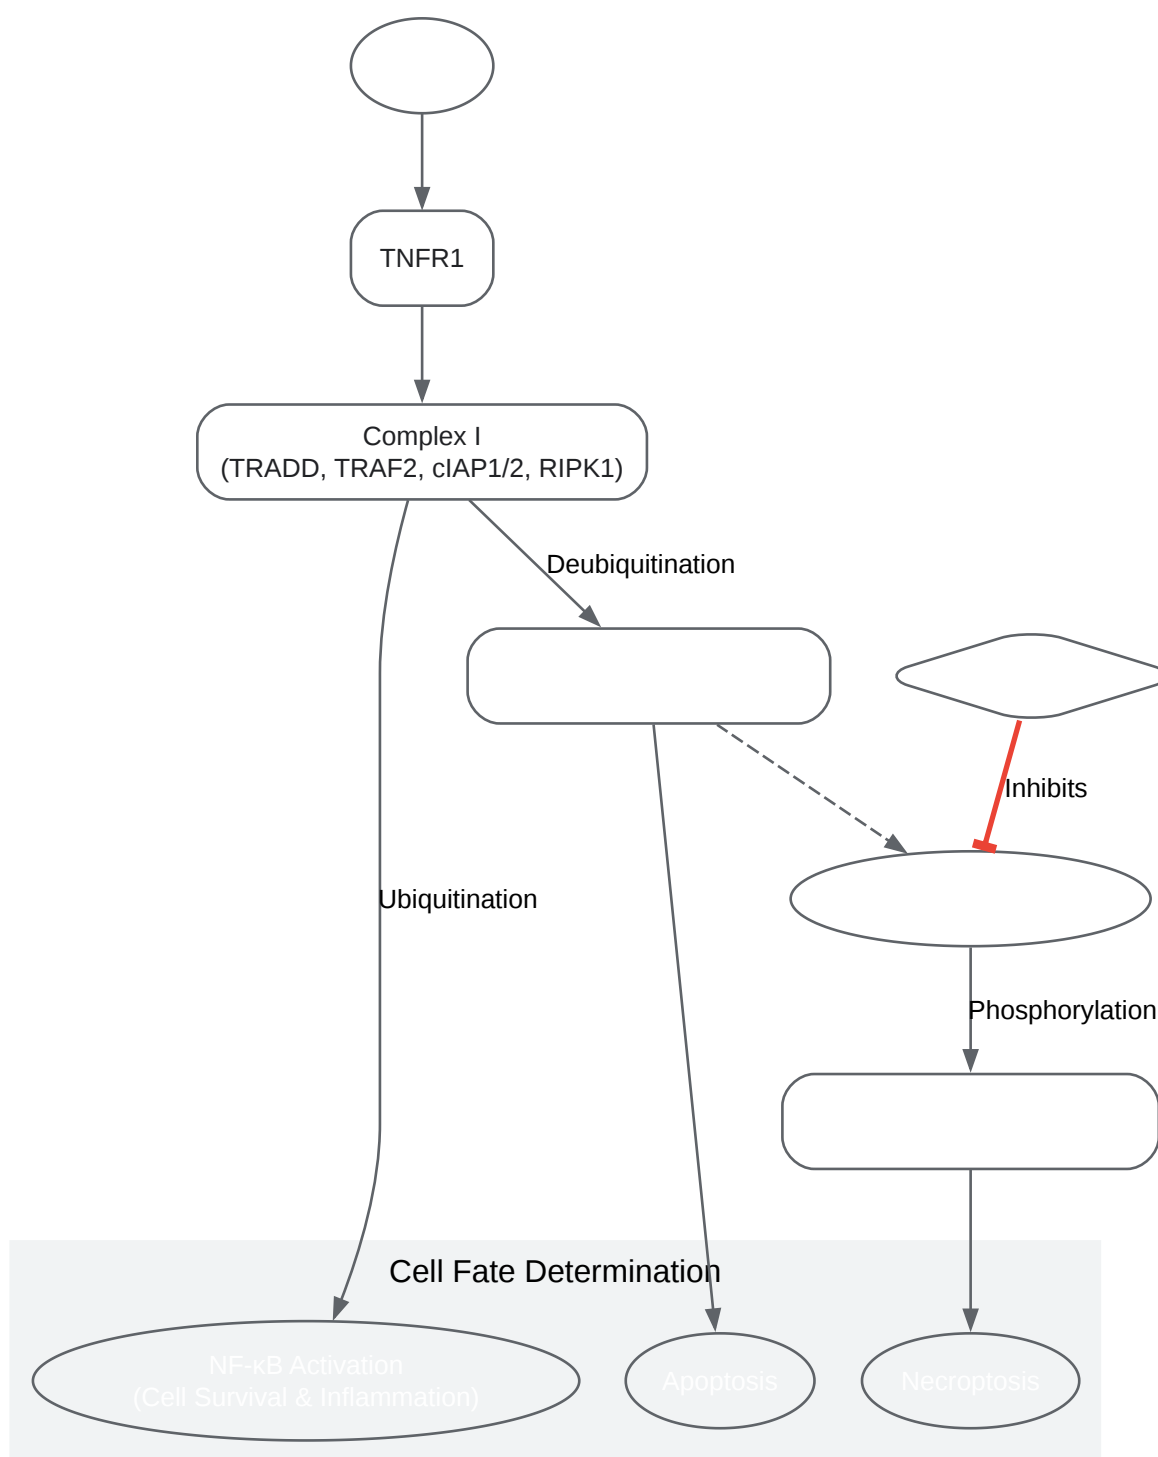 TNFR1
Complex I
(TRADD, TRAF2, cIAP1/2, RIPK1)
Deubiquitination
Inhibits
Ubiquitination
Phosphorylation
Cell Fate Determination
NF-κB Activation
(Cell Survival & Inflammation)
Apoptosis
Necroptosis